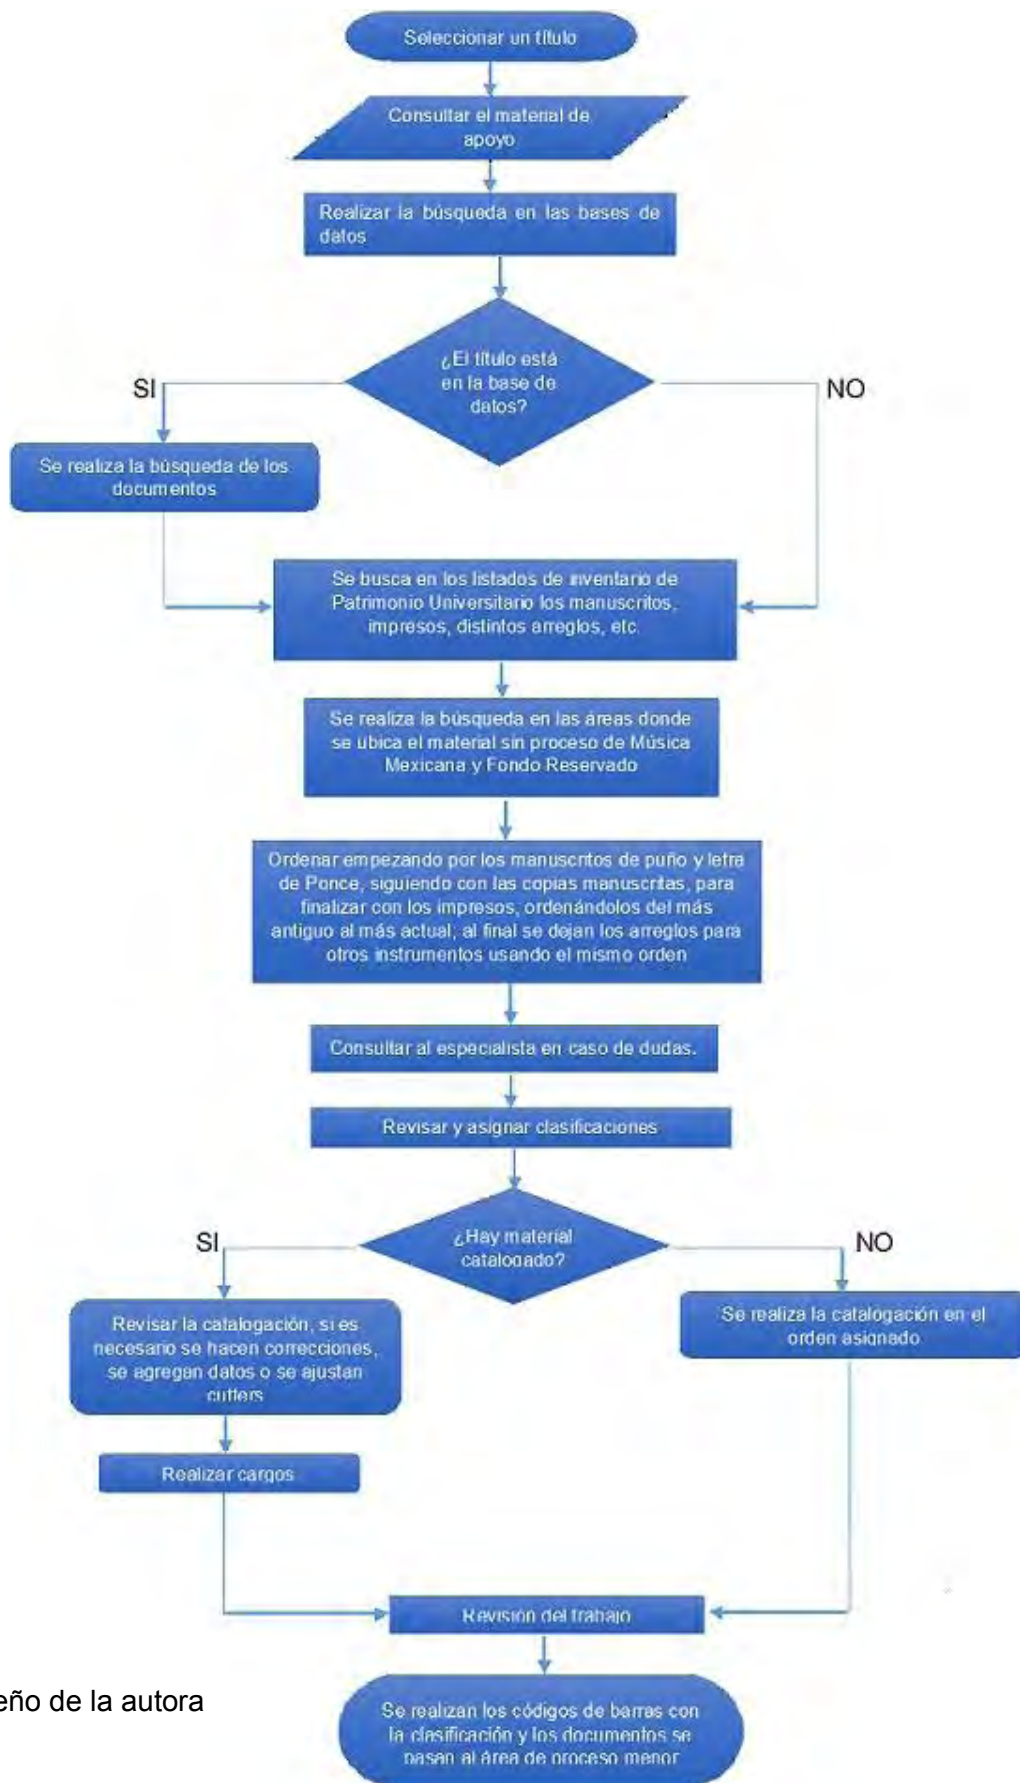 Seleccionar un título
Consultar el material de
apoyo
Realizar la búsqueda en las bases de
datos
¿El título está
en la base de
datos?
SI
NO
Se realiza la búsqueda de los
documentos
Se busca en los listados de inventario de
Patrimonio Universitario los manuscritos,
impresos, distintos arreglos, etc
Se realiza la búsqueda en las áreas donde
se ubica el material sin proceso de Música
Mexicana y Fondo Reservado
Ordenar empezando por los manuscritos de puño y letra
de Ponce, siguiendo con las copias manuscritas, para
finalizar con los impresos, ordenándolos del más
antiguo al más actual, al final se dejan los arreglos para
otros instrumentos usando el mismo orden
Consultar al especialista en caso de dudas.
Revisar y asignar clasificaciones
¿Hay material
catalogado?
SI
NO
Revisar la catalogación, si es
necesario se hacen correcciones,
se agregan datos o se ajustan
cutters
Se realiza la catalogación en el
orden asignado
Realizar cargos
Revisión del trabajo
eño de la autora
Se realizan los códigos de barras con
la clasificación y los documentos se
pasan al área de proceso menor